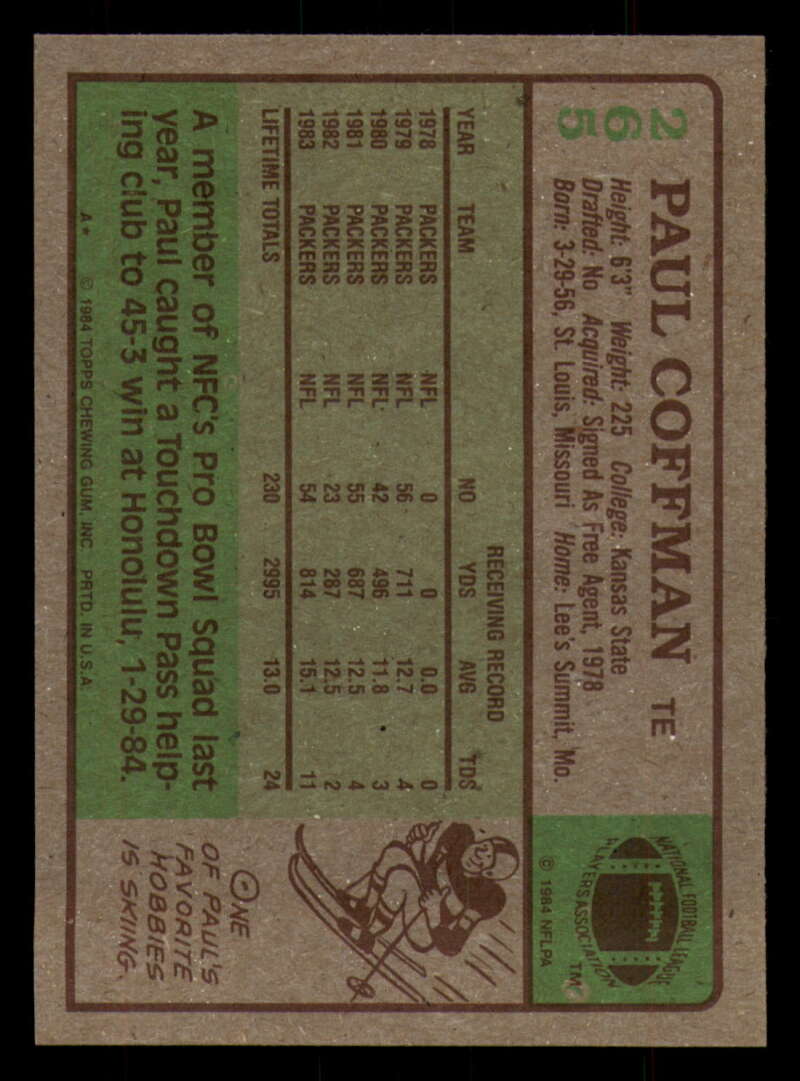 265
PAUL COFFMAN TE
Height: 6'3" Weight: 225 College: Kansas State
Drafted: No Acquired: Signed As Free Agent, 1978
Born: 3-29-56, St. Louis, Missouri Home: Lee's Summit, Mo.
NATIONAL FOOTBALL LEAGUE
PLAYERS ASSOCIATION
TM
© 1984 NFLPA
RECEIVING RECORD
YEAR TEAM NO YDS AVG TDS
1978 PACKERS NFL 0 0 0.0 0
1979 PACKERS NFL 56 711 12.7 4
1980 PACKERS NFL 42 496 11.8 3
1981 PACKERS NFL 55 687 12.5 4
1982 PACKERS NFL 23 287 12.5 2
1983 PACKERS NFL 54 814 15.1 11
LIFETIME TOTALS 230 2995 13.0 24
A member of NFC's Pro Bowl Squad last
year, Paul caught a Touchdown Pass help-
ing club to 45-3 win at Honolulu, 1-29-84.
A* © 1984 TOPPS CHEWING GUM, INC. PRTD. IN U.S.A.
ONE
OF PAUL'S
FAVORITE
HOBBIES
IS SKIING.